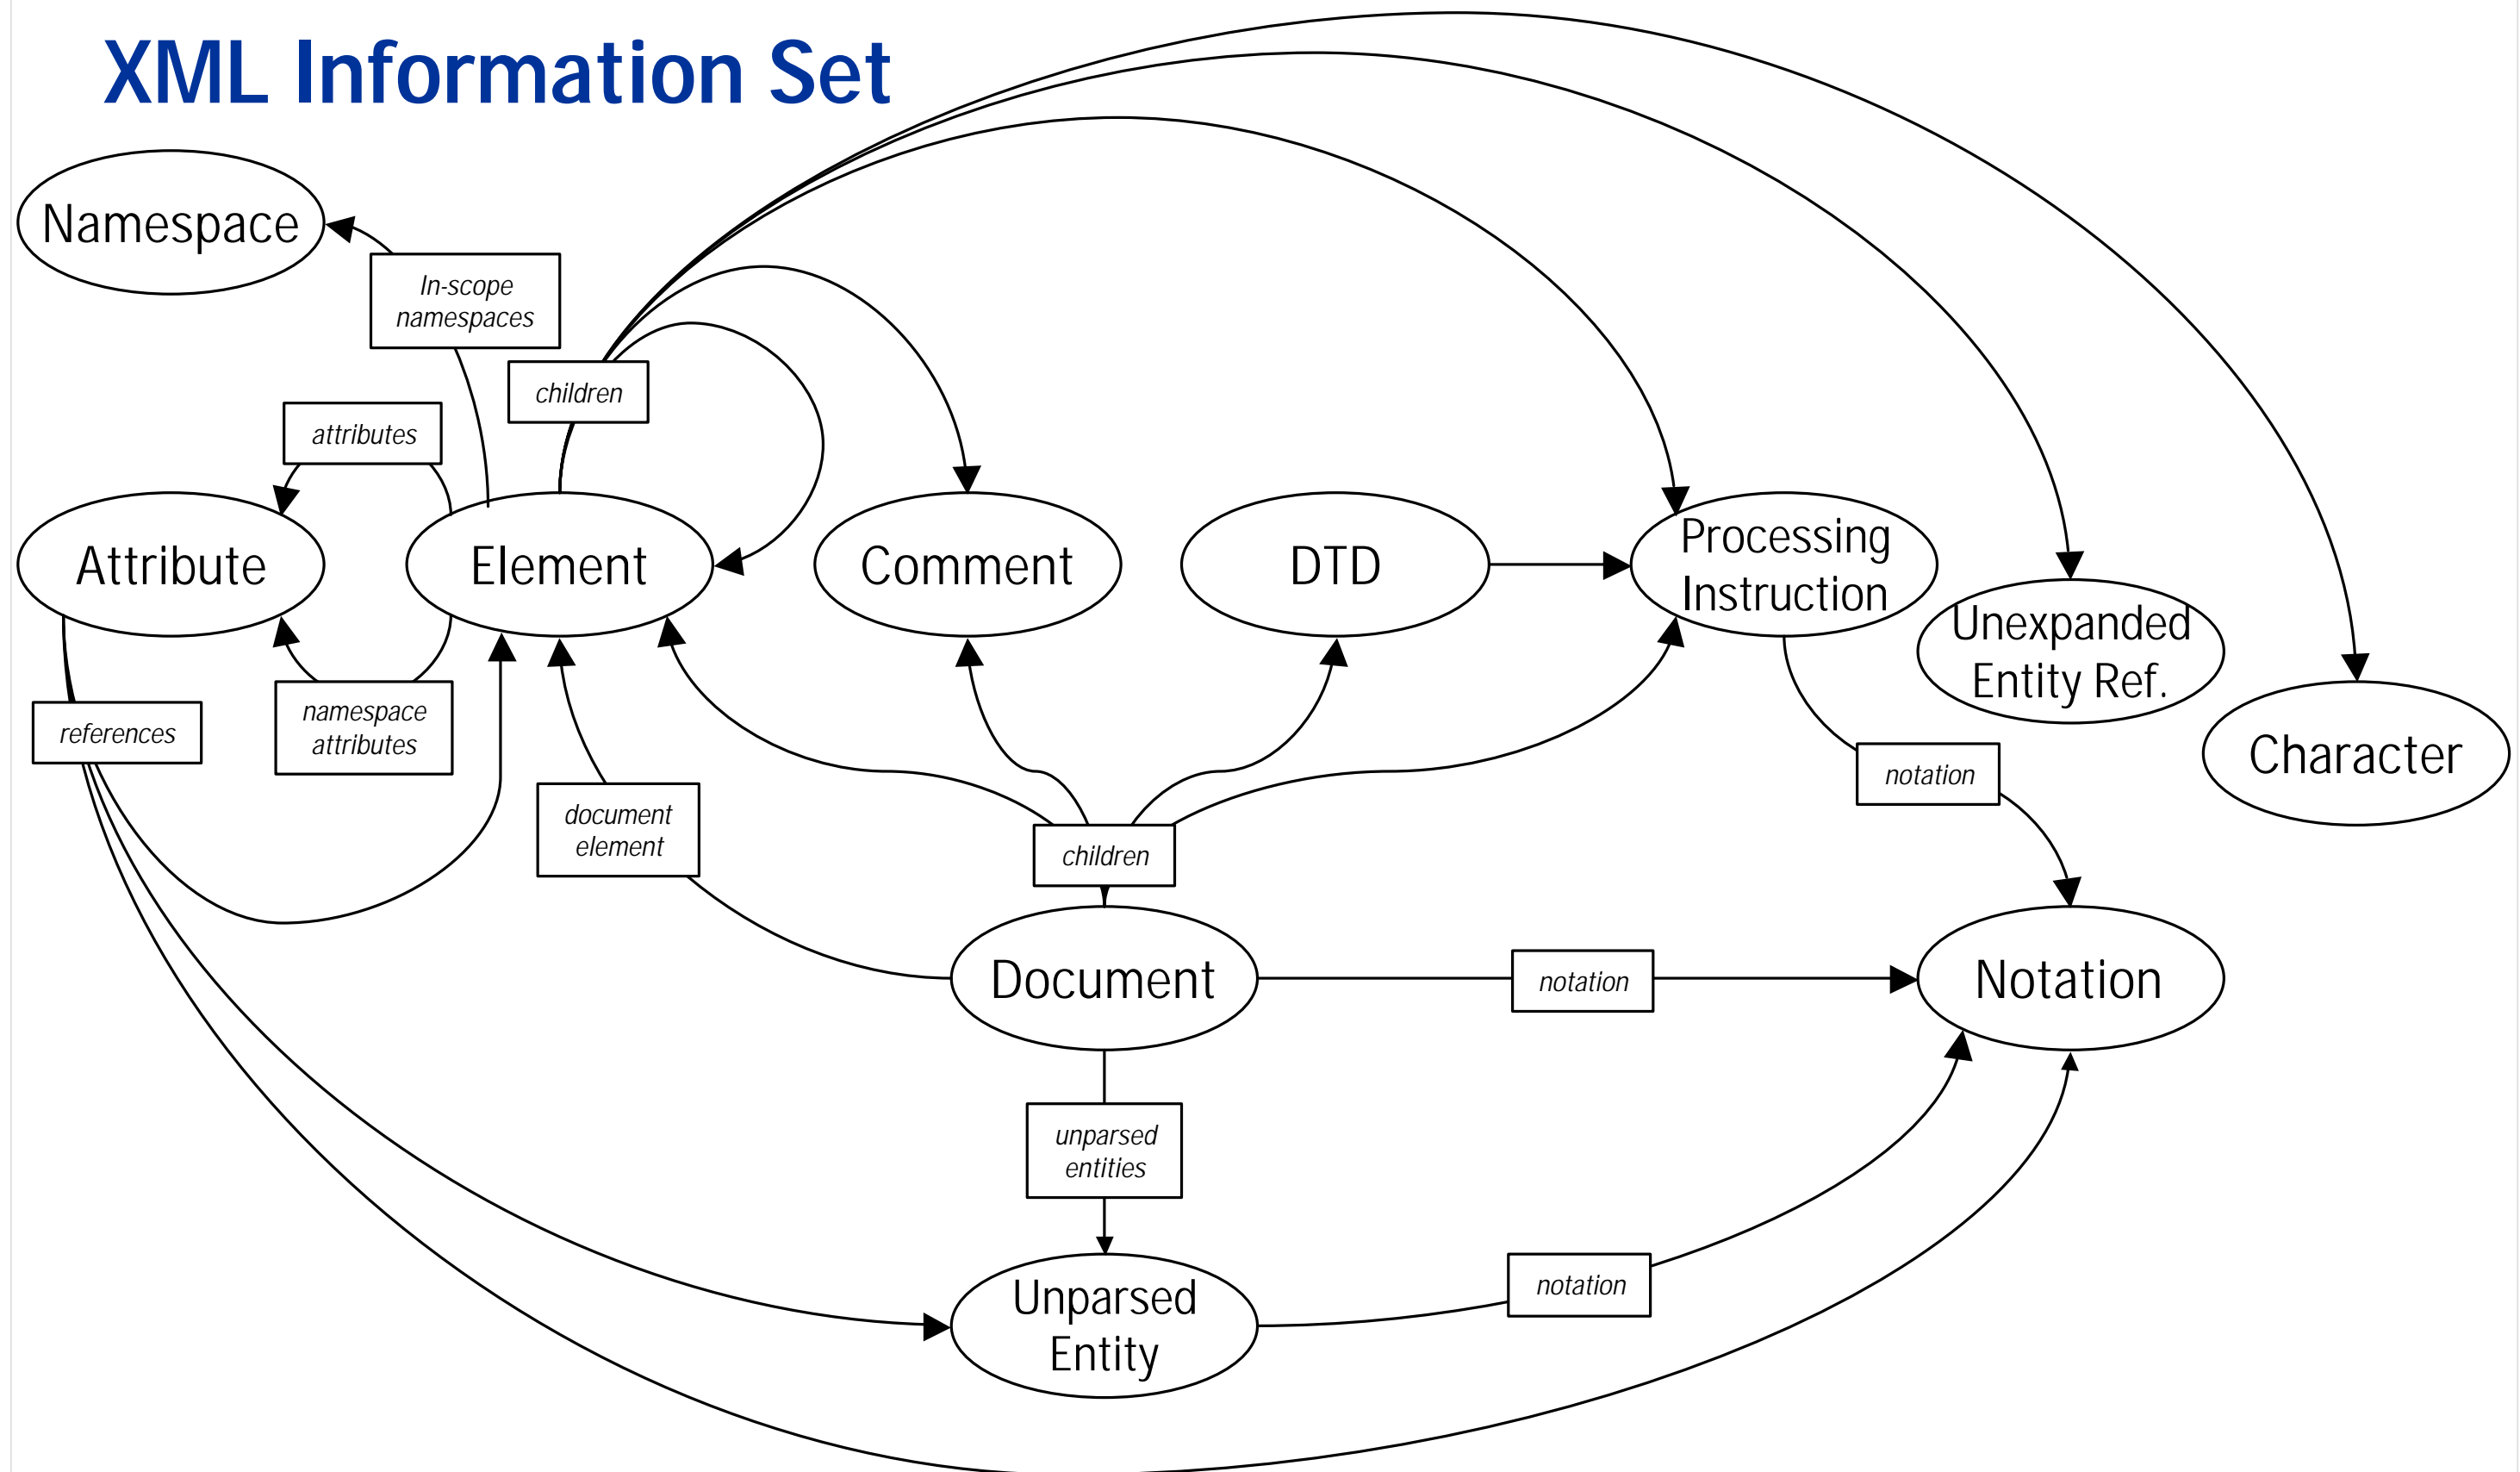 XML Information Set
Namespace
In-scope
namespaces
children
attributes
Attribute
Element
Comment
DTD
Processing
Instruction
Unexpanded
Entity Ref.
Character
references
namespace
attributes
notation
document
element
children
Document
notation
Notation
unparsed
entities
Unparsed
Entity
notation